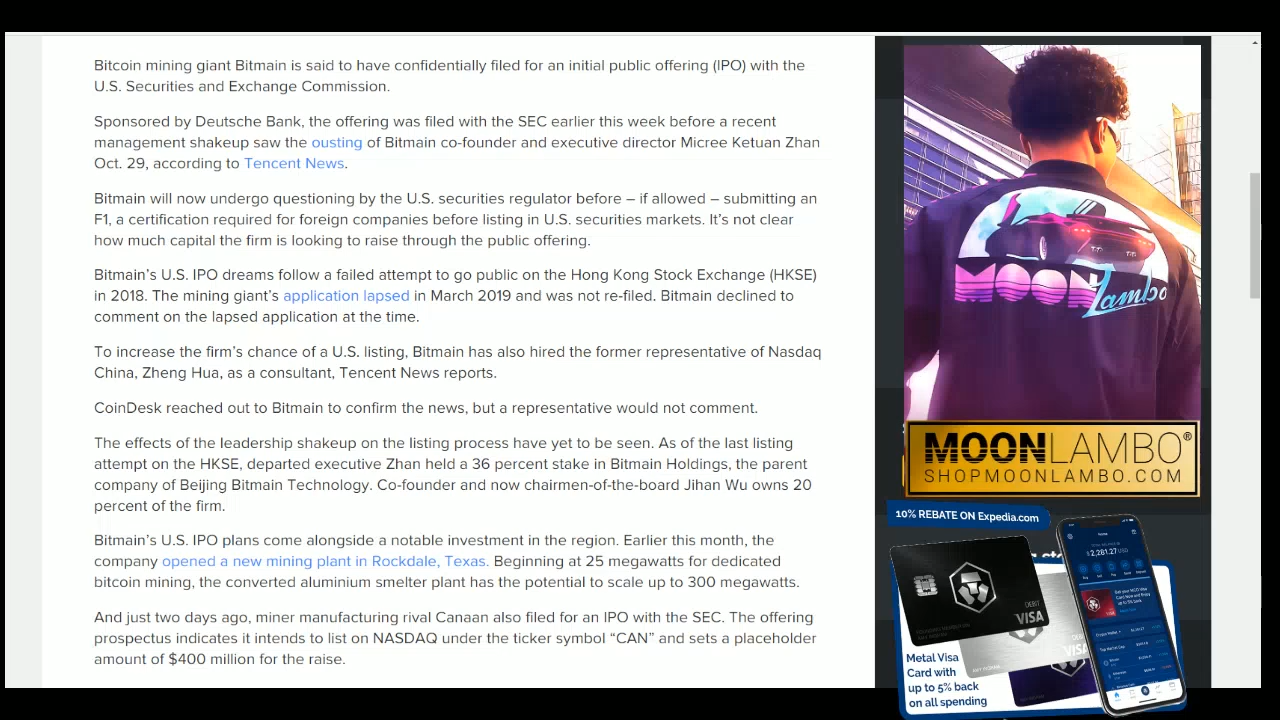 Bitcoin mining giant Bitmain is said to have confidentially filed for an initial public offering (IPO) with the
U.S. Securities and Exchange Commission.
Sponsored by Deutsche Bank, the offering was filed with the SEC earlier this week before a recent
management shakeup saw the ousting of Bitmain co-founder and executive director Micree Ketuan Zhan
Oct. 29, according to Tencent News.
Bitmain will now undergo questioning by the U.S. securities regulator before – if allowed – submitting an
F1, a certification required for foreign companies before listing in U.S. securities markets. It's not clear
how much capital the firm is looking to raise through the public offering.
Bitmain's U.S. IPO dreams follow a failed attempt to go public on the Hong Kong Stock Exchange (HKSE)
in 2018. The mining giant's application lapsed in March 2019 and was not re-filed. Bitmain declined to
comment on the lapsed application at the time.
To increase the firm's chance of a U.S. listing, Bitmain has also hired the former representative of Nasdaq
China, Zheng Hua, as a consultant, Tencent News reports.
CoinDesk reached out to Bitmain to confirm the news, but a representative would not comment.
The effects of the leadership shakeup on the listing process have yet to be seen. As of the last listing
attempt on the HKSE, departed executive Zhan held a 36 percent stake in Bitmain Holdings, the parent
company of Beijing Bitmain Technology. Co-founder and now chairmen-of-the-board Jihan Wu owns 20
percent of the firm.
Bitmain's U.S. IPO plans come alongside a notable investment in the region. Earlier this month, the
company opened a new mining plant in Rockdale, Texas. Beginning at 25 megawatts for dedicated
bitcoin mining, the converted aluminium smelter plant has the potential to scale up to 300 megawatts.
And just two days ago, miner manufacturing rival Canaan also filed for an IPO with the SEC. The offering
prospectus indicates it intends to list on NASDAQ under the ticker symbol “CAN” and sets a placeholder
amount of $400 million for the raise.
MOON Lambo
MOONLAMBO®
SHOPMOONLAMBO.COM
10% REBATE ON Expedia.com
$2,281.27 USD
DEBIT
VISA
VISA
Metal Visa
Card with
up to 5% back
on all spending